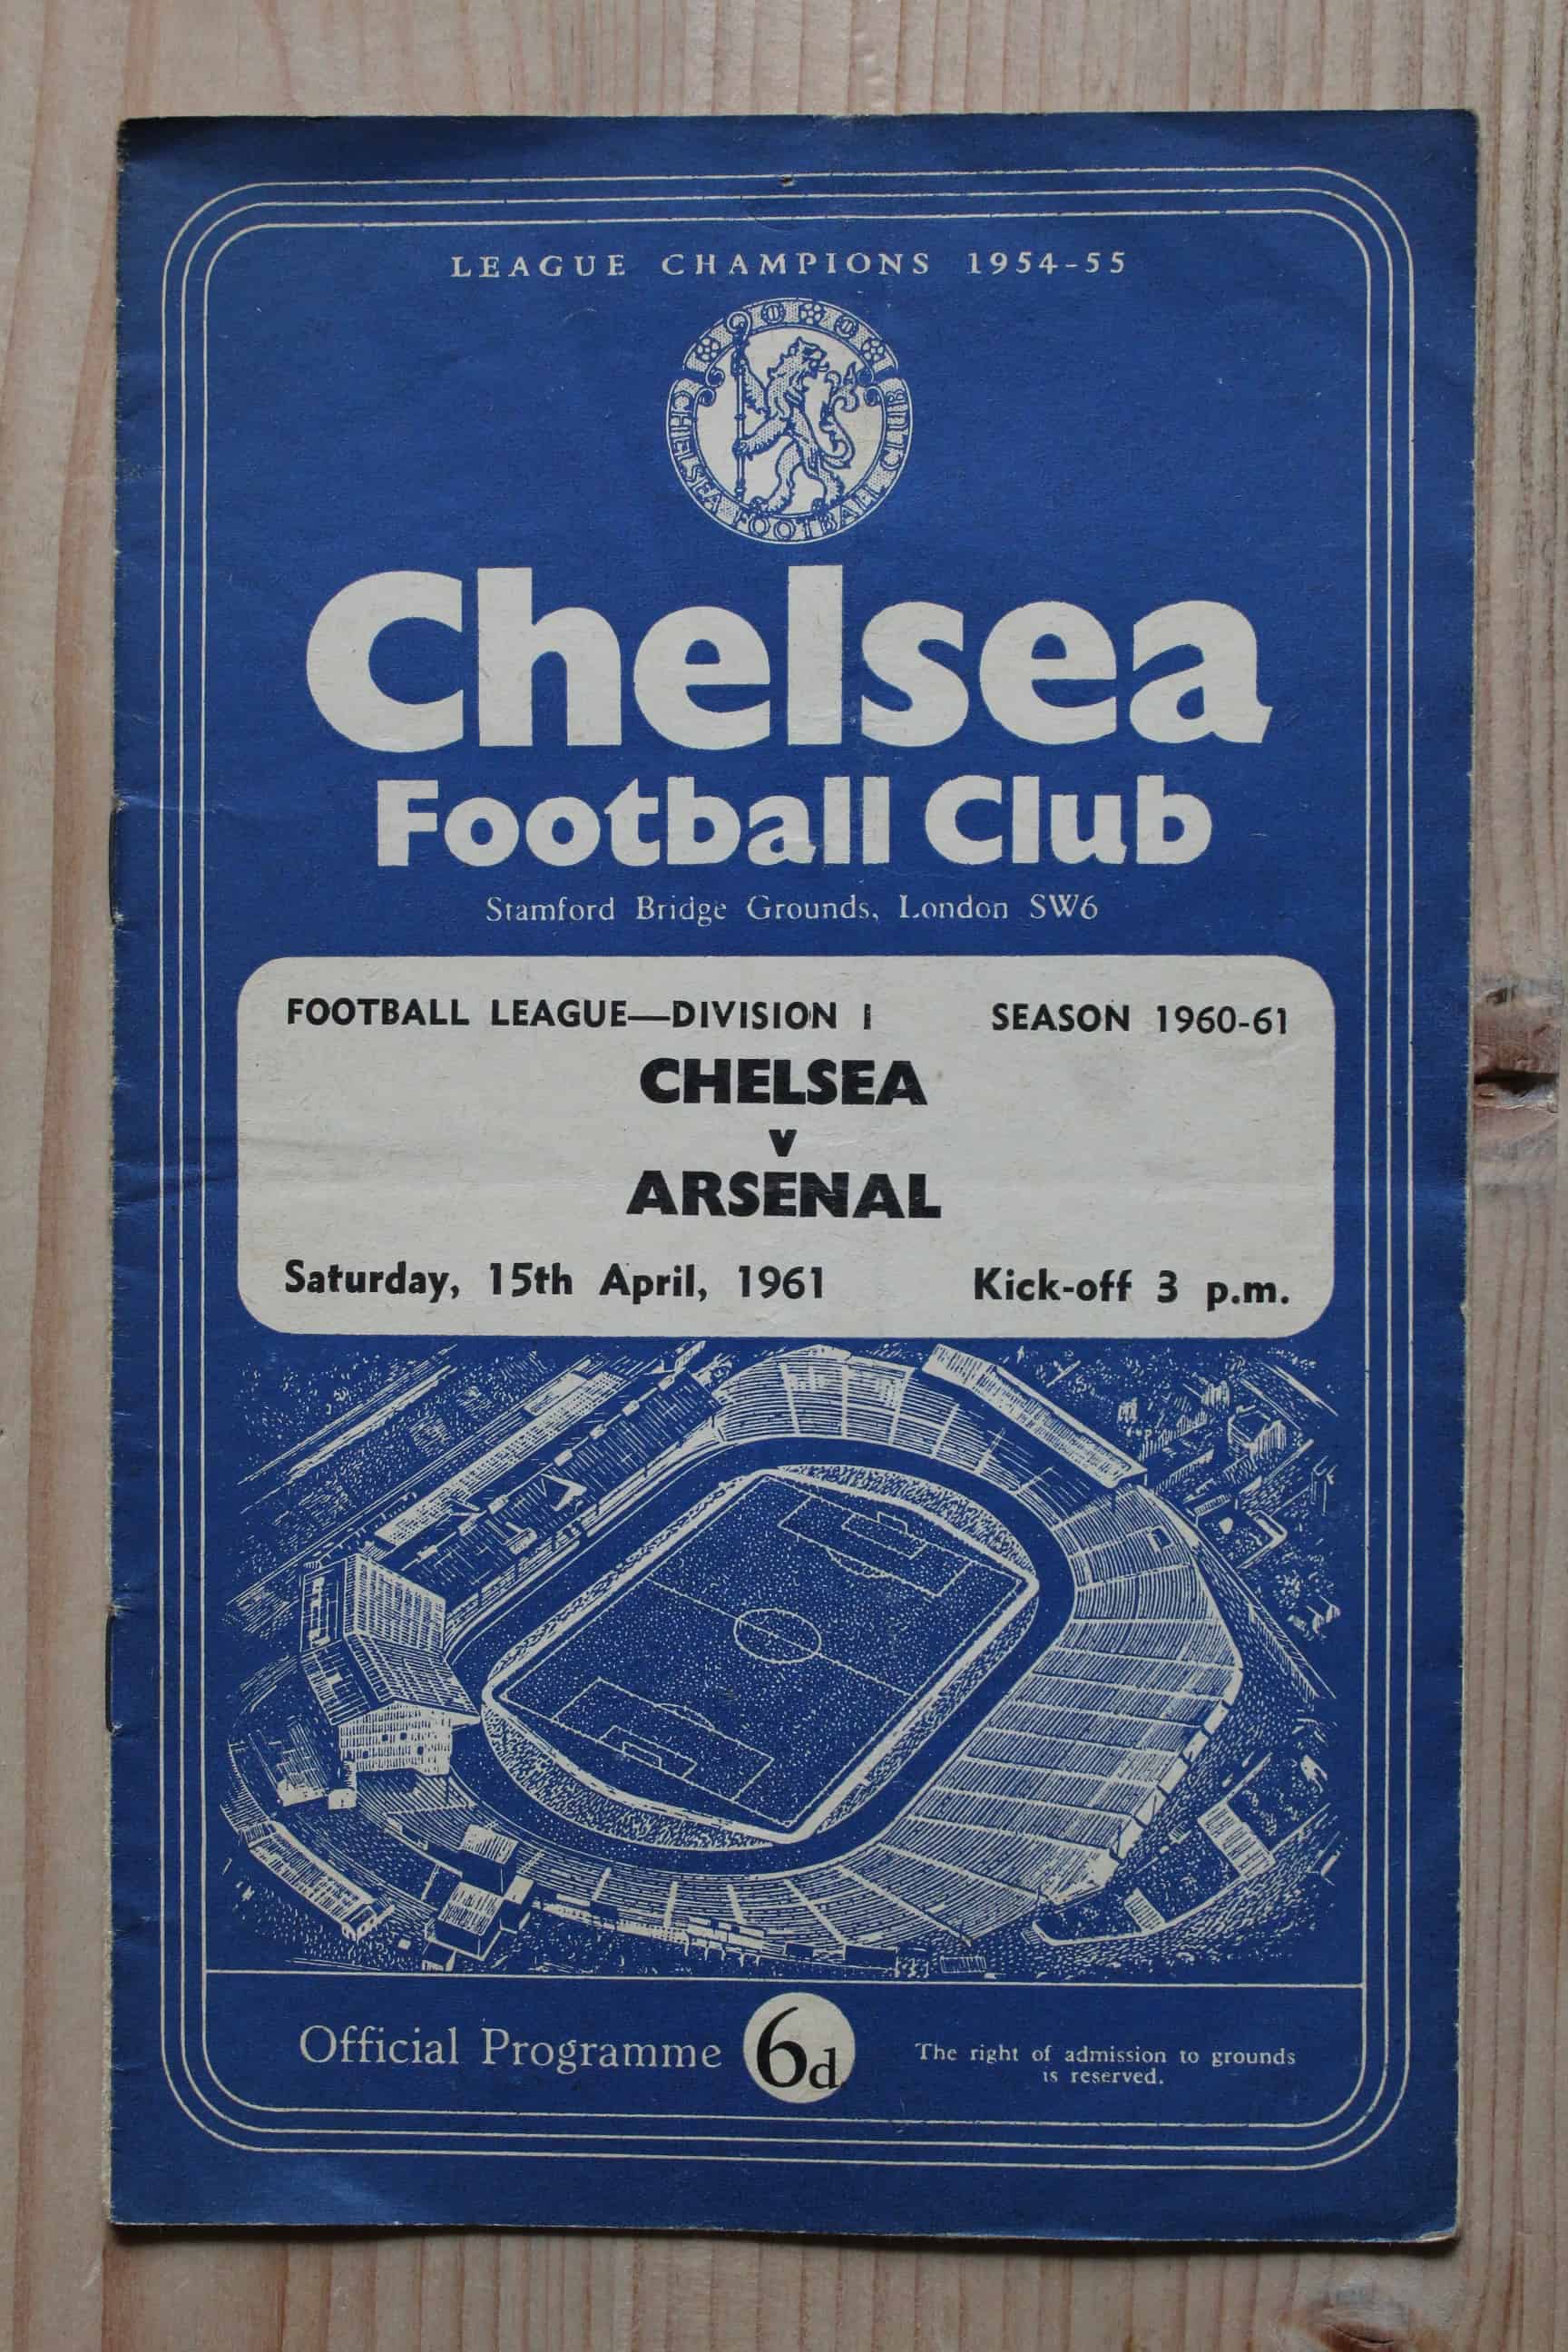 LEAGUE CHAMPIONS 1954-55
CHELSEA FOOTBALL CLUB
Chelsea
Football Club
Stamford Bridge Grounds, London SW6
FOOTBALL LEAGUE—DIVISION I SEASON 1960-61
CHELSEA
v
ARSENAL
Saturday, 15th April, 1961 Kick-off 3 p.m.
Official Programme 6d
The right of admission to grounds
is reserved.